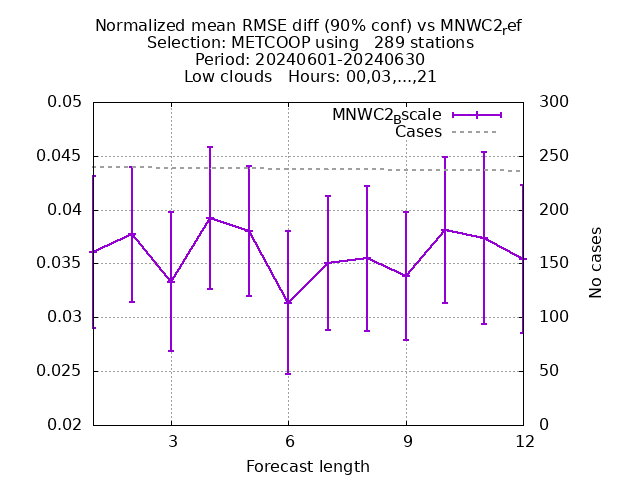 Normalized mean RMSE diff (90% conf) vs MNWC2ref
Selection: METCOOP using   289 stations
Period: 20240601-20240630
Low clouds   Hours: 00,03,...,21
MNWC2Bscale
Cases
0.05
0.045
0.04
0.035
0.03
0.025
0.02
300
250
200
150
100
50
0
No cases
3
6
9
12
Forecast length